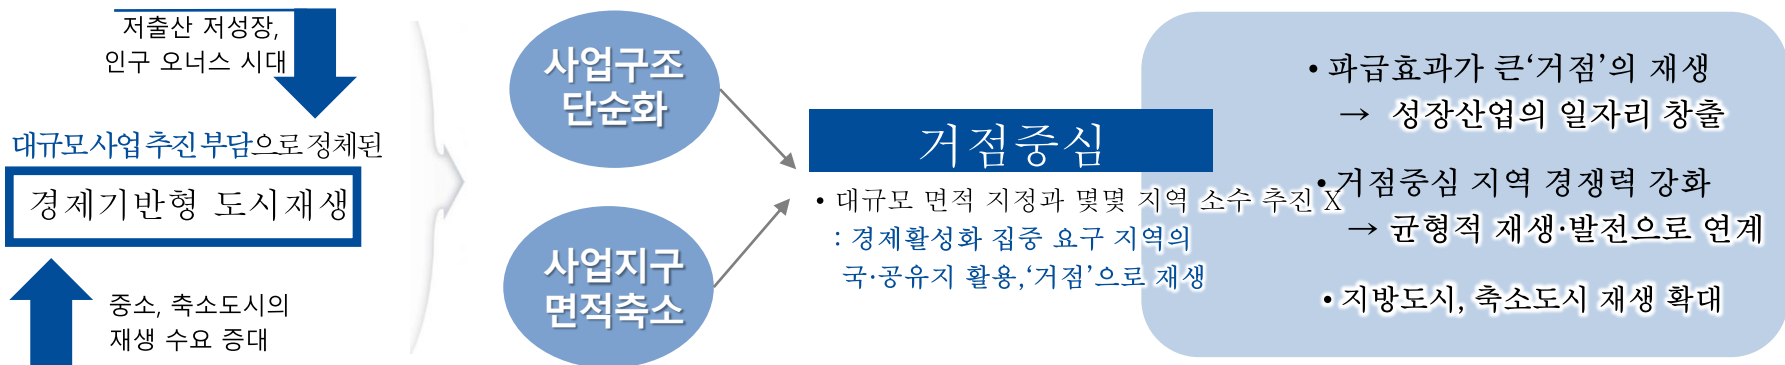 저출산 저성장,
인구 오너스 시대
대규모사업 추진 부담으로 정체된
경제기반형 도시재생
중소, 축소도시의
재생 수요 증대
사업구조
단순화
사업지구
면적축소
거점중심
• 대규모 면적 지정과 몇몇 지역 소수 추진 X
: 경제활성화 집중 요구 지역의
국·공유지 활용,‘거점’으로 재생
• 파급효과가 큰‘거점’의 재생
→ 성장산업의 일자리 창출
• 거점중심 지역 경쟁력 강화
→ 균형적 재생·발전으로 연계
• 지방도시, 축소도시 재생 확대